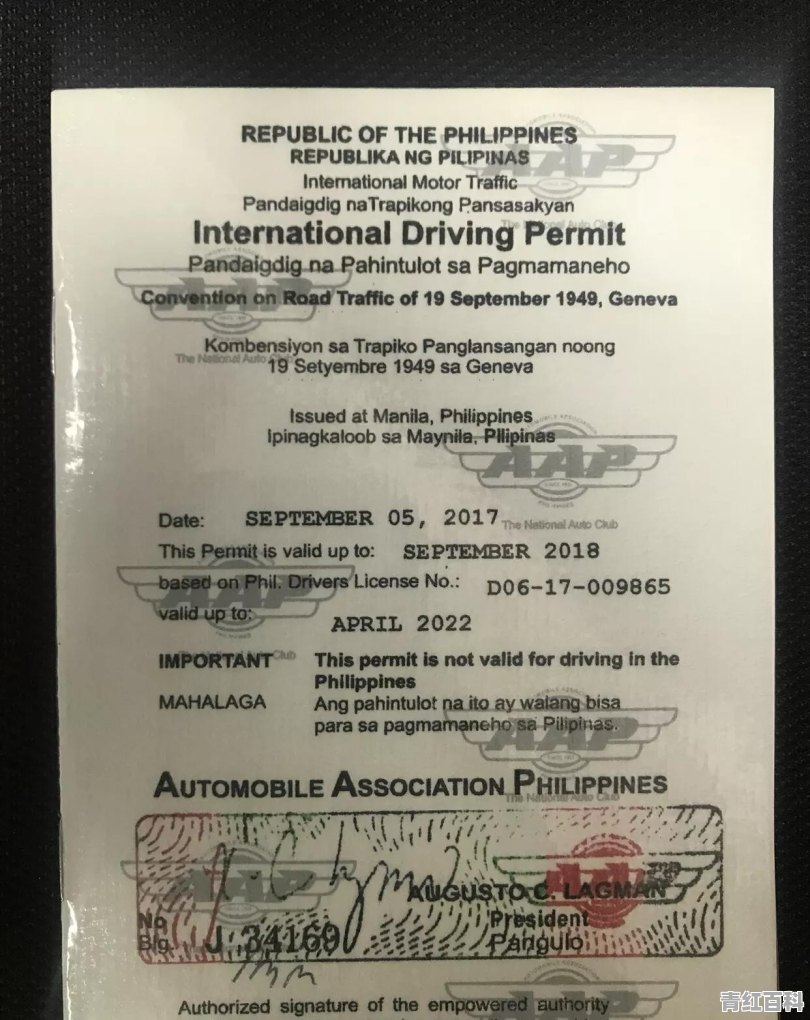 REPUBLIC OF THE PHILIPPINES
REPUBLIKA NG PILIPINAS
International Motor Traffic
Pandaigdig naTrapikong Pansasakyan
International Driving Permit
Pandaigdig na Pahintulot sa Pagmamaneho
Convention on Road Traffic of 19 September 1949, Geneva
Kombensiyon sa Trapiko Panglansangan noong
19 Setyembre 1949 sa Geneva
Issued at Manila, Philippines
Ipinagkaloob sa Maynila, PIlipinas
Date: SEPTEMBER 05, 2017
This Permit is valid up to: SEPTEMBER 2018
based on Phil. Drivers License No.: D06-17-009865
valid up to: APRIL 2022
IMPORTANT This permit is not valid for driving in the
Philippines
MAHALAGA Ang pahintulot na ito ay walang bisa
para sa pagmamaneho sa Pilipinas.
AUTOMOBILE ASSOCIATION PHILIPPINES
AUGUSTO C. LAGMAN
No President
Blg. J 34169 Pangulo
Authorized signature of the empowered authority
AAP
The National Auto Club
青红百科